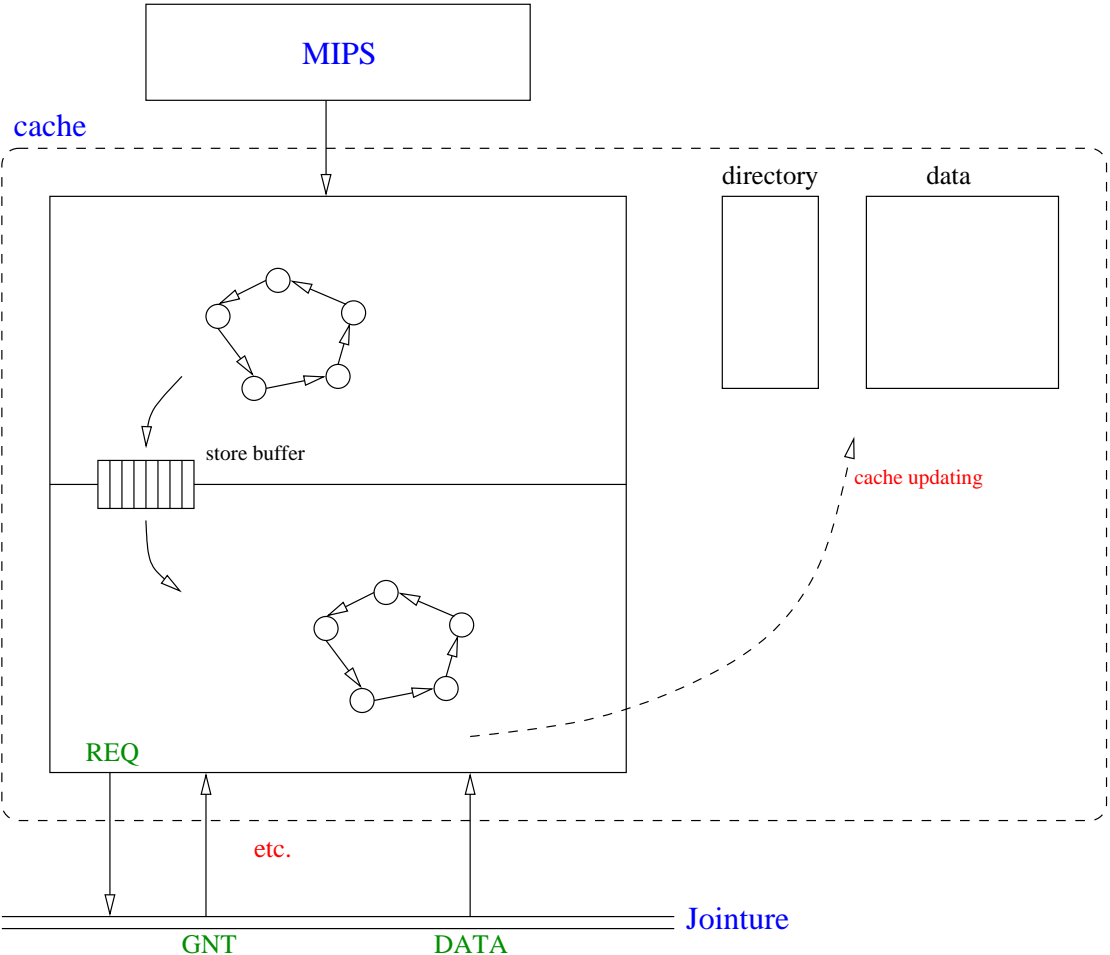 MIPS
cache
directory
data
store buffer
cache updating
REQ
etc.
Jointure
GNT
DATA